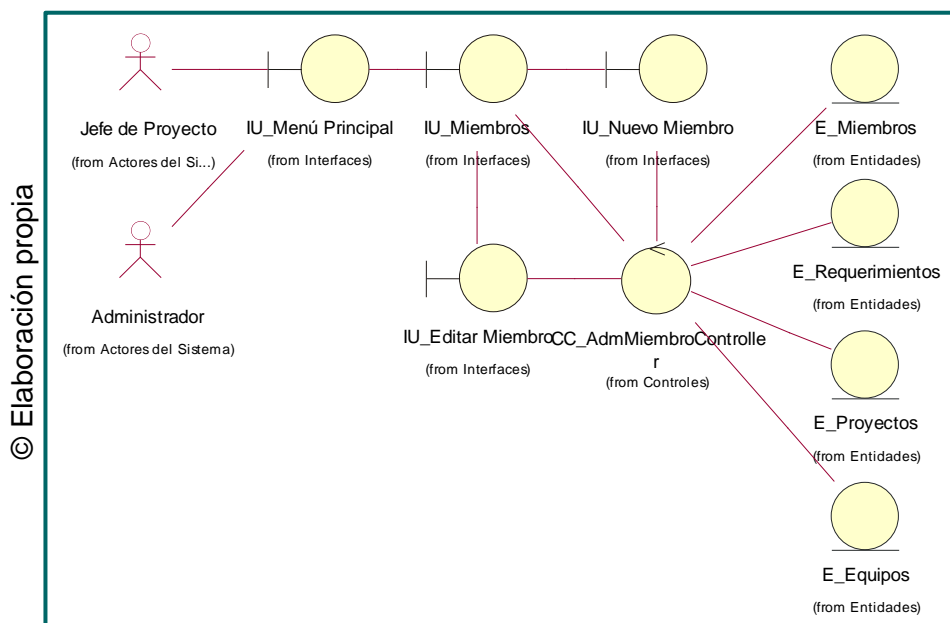 © Elaboración propia
Jefe de Proyecto
(from Actores del Si...)
IU_Menú Principal
(from Interfaces)
IU_Miembros
(from Interfaces)
IU_Nuevo Miembro
(from Interfaces)
E_Miembros
(from Entidades)
Administrador
(from Actores del Sistema)
IU_Editar Miembro
(from Interfaces)
CC_AdmMiembroControlle
r
(from Controles)
E_Requerimientos
(from Entidades)
E_Proyectos
(from Entidades)
E_Equipos
(from Entidades)